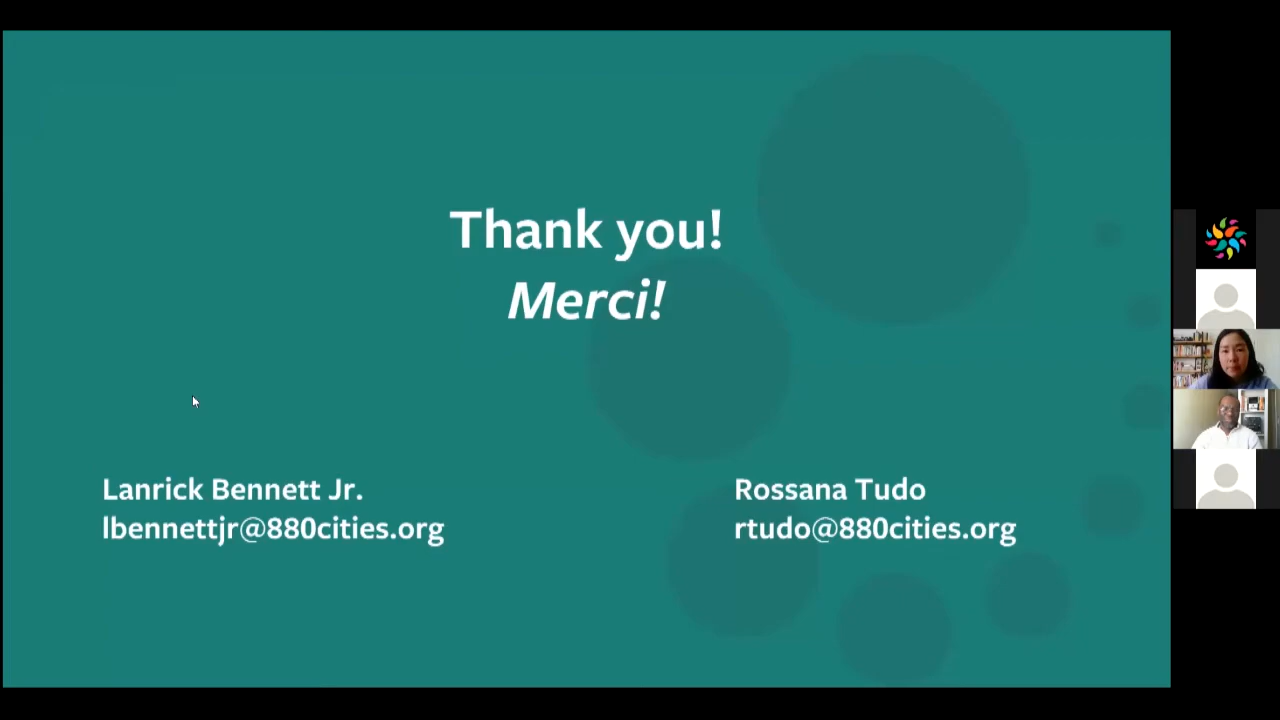 Thank you!
Merci!
Lanrick Bennett Jr.
lbennettjr@880cities.org
Rossana Tudo
rtudo@880cities.org